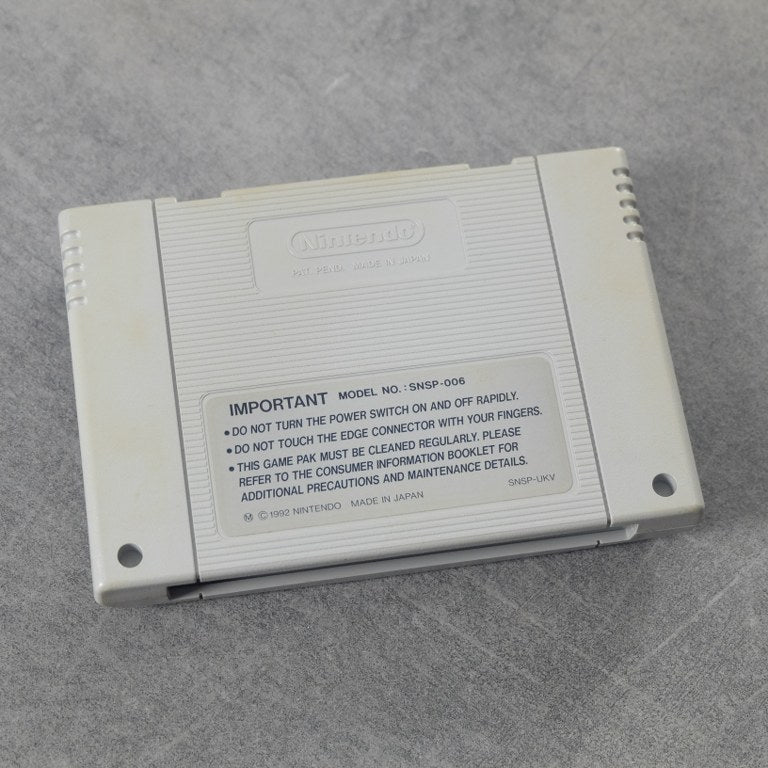 Nintendo
PAT. PEND. MADE IN JAPAN
IMPORTANT MODEL NO.: SNSP-006
• DO NOT TURN THE POWER SWITCH ON AND OFF RAPIDLY.
• DO NOT TOUCH THE EDGE CONNECTOR WITH YOUR FINGERS.
• THIS GAME PAK MUST BE CLEANED REGULARLY. PLEASE
REFER TO THE CONSUMER INFORMATION BOOKLET FOR
ADDITIONAL PRECAUTIONS AND MAINTENANCE DETAILS.
Ⓜ © 1992 NINTENDO MADE IN JAPAN SNSP-UKV